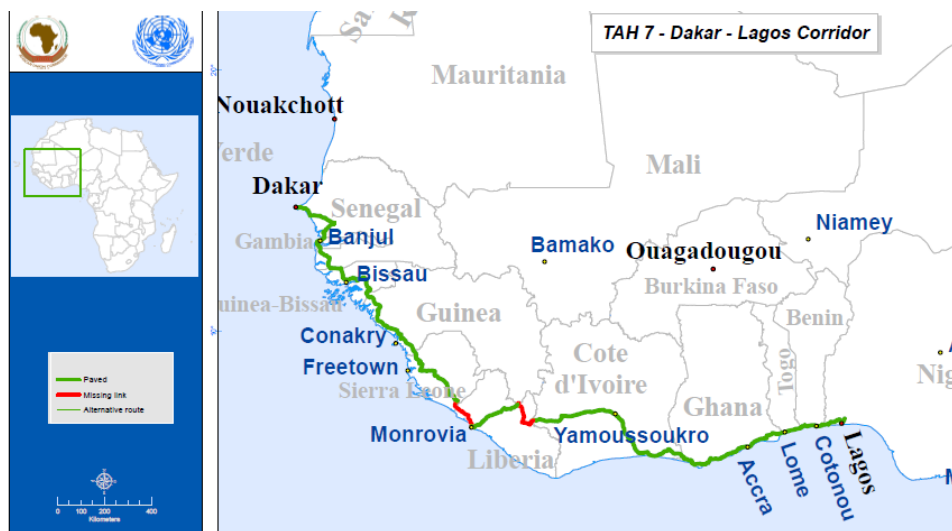 TAH 7 - Dakar - Lagos Corridor
Mauritania
20°
Nouakchott
Verde
Mali
Dakar
Senegal
Niamey
Banjul
Gambia
Bamako
Ouagadougou
Bissau
Burkina Faso
uinea-Bissau
Guinea
Benin
Conakry
Cote
d'Ivoire
Togo
Nig
Freetown
Sierra Leone
Ghana
Monrovia
Yamoussoukro
Liberia
Accra
Lome
Cotonou
Lagos
Paved
Missing link
Alternative route
0 100 200 400
Kilometers